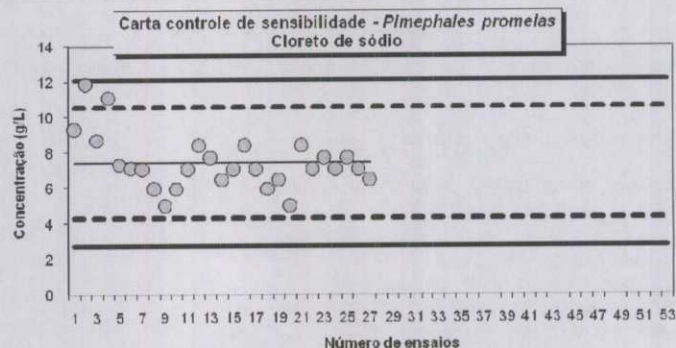 Carta controle de sensibilidade - Pimephales promelas
Cloreto de sódio
Concentração (g/L)
14
12
10
8
6
4
2
0
1 3 5 7 9 11 13 15 17 19 21 23 25 27 29 31 33 35 37 39 41 43 45 47 49 51 53
Número de ensaios